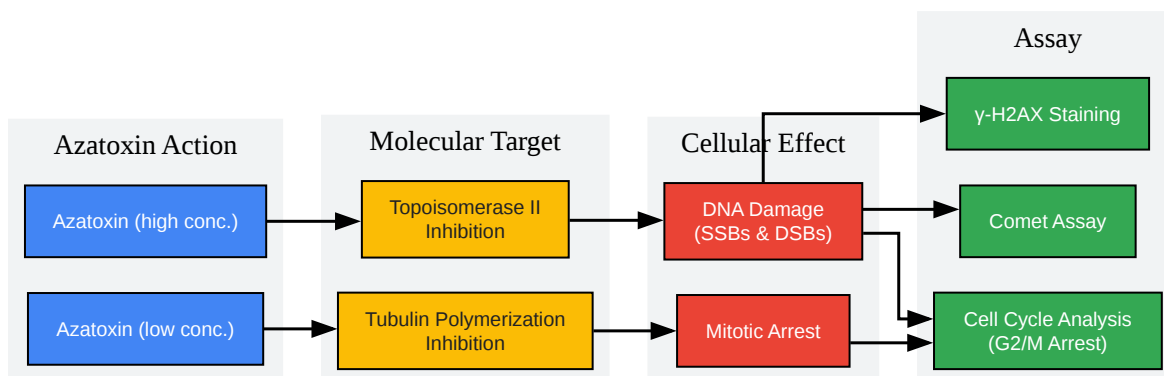 Assay
γ-H2AX Staining
Azatoxin Action
Molecular Target
Cellular Effect
Azatoxin (high conc.)
Topoisomerase II
Inhibition
DNA Damage
(SSBs & DSBs)
Comet Assay
Azatoxin (low conc.)
Tubulin Polymerization
Inhibition
Mitotic Arrest
Cell Cycle Analysis
(G2/M Arrest)